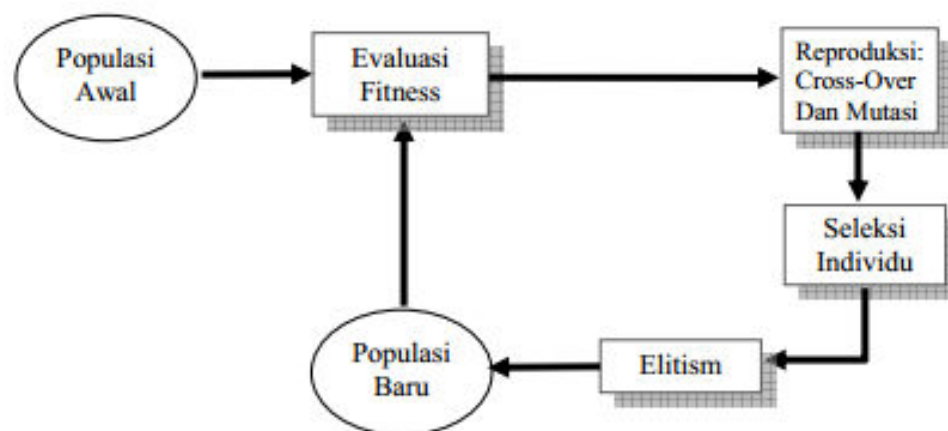 Populasi
Awal
Evaluasi
Fitness
Reproduksi:
Cross-Over
Dan Mutasi
Seleksi
Individu
Elitism
Populasi
Baru